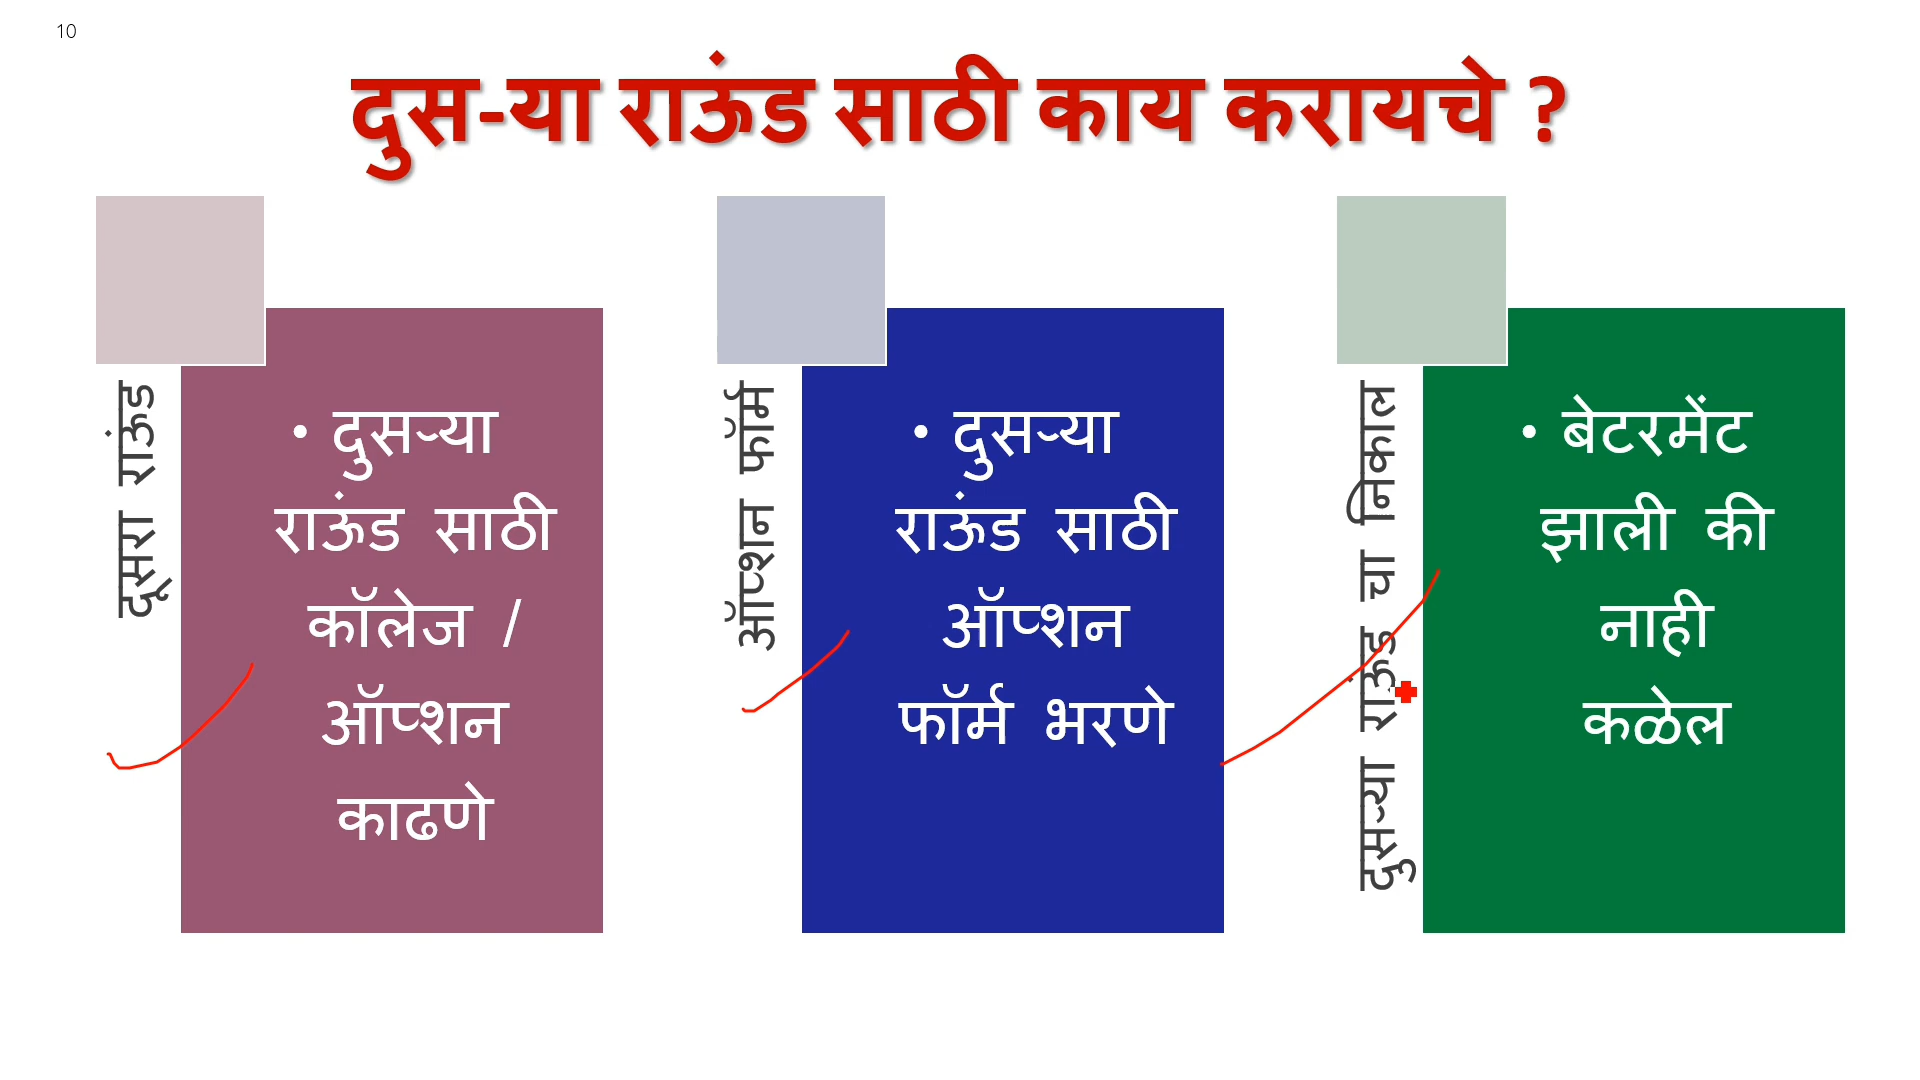 10
दुस-या राऊंड साठी काय करायचे ?
दूसरा राऊंड
• दुसऱ्या
राऊंड साठी
कॉलेज /
ऑप्शन
काढणे
ऑप्शन फॉर्म
• दुसऱ्या
राऊंड साठी
ऑप्शन
फॉर्म भरणे
दुसऱ्या राऊंड चा निकाल
• बेटरमेंट
झाली की
नाही
कळेल